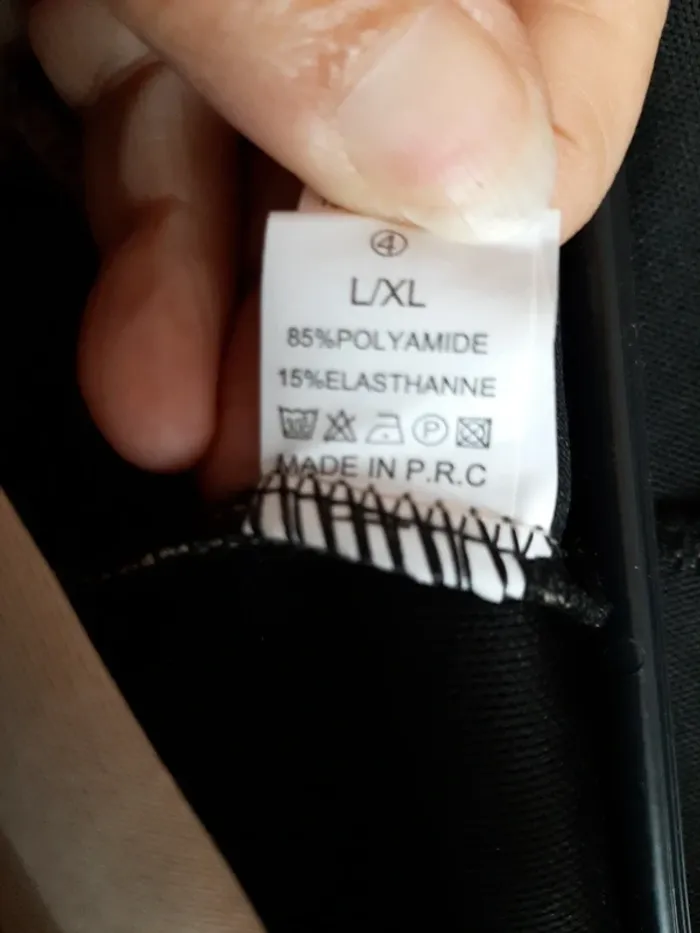 ④
L/XL
85%POLYAMIDE
15%ELASTHANNE
P
MADE IN P.R.C